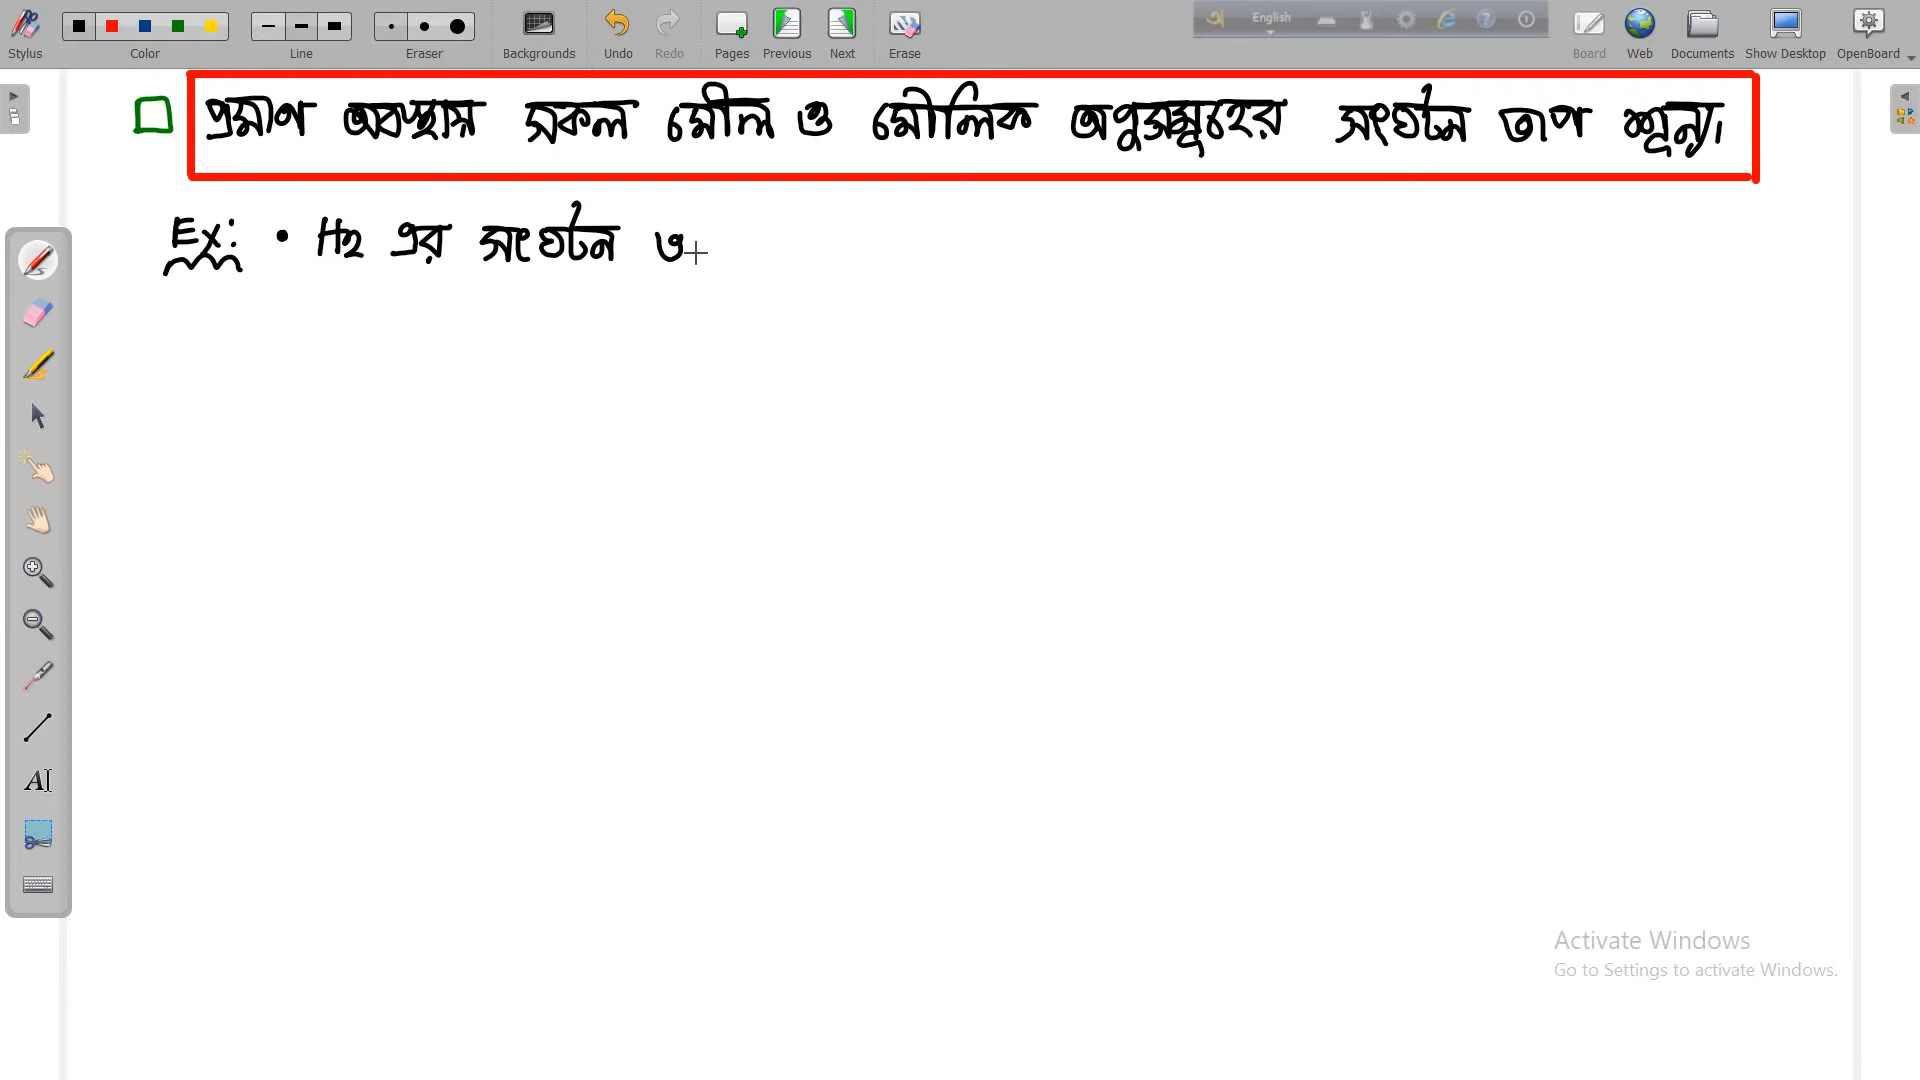 Stylus Color Line Eraser Backgrounds Undo Redo Pages Previous Next Erase English Board Web Documents Show Desktop OpenBoard
প্রমাণ অবস্থায় সকল মৌল ও মৌলিক অণুসমূহের সংগঠন তাপ শূন্য।
Ex: • H2 এর সংগঠন ত
Activate Windows
Go to Settings to activate Windows.